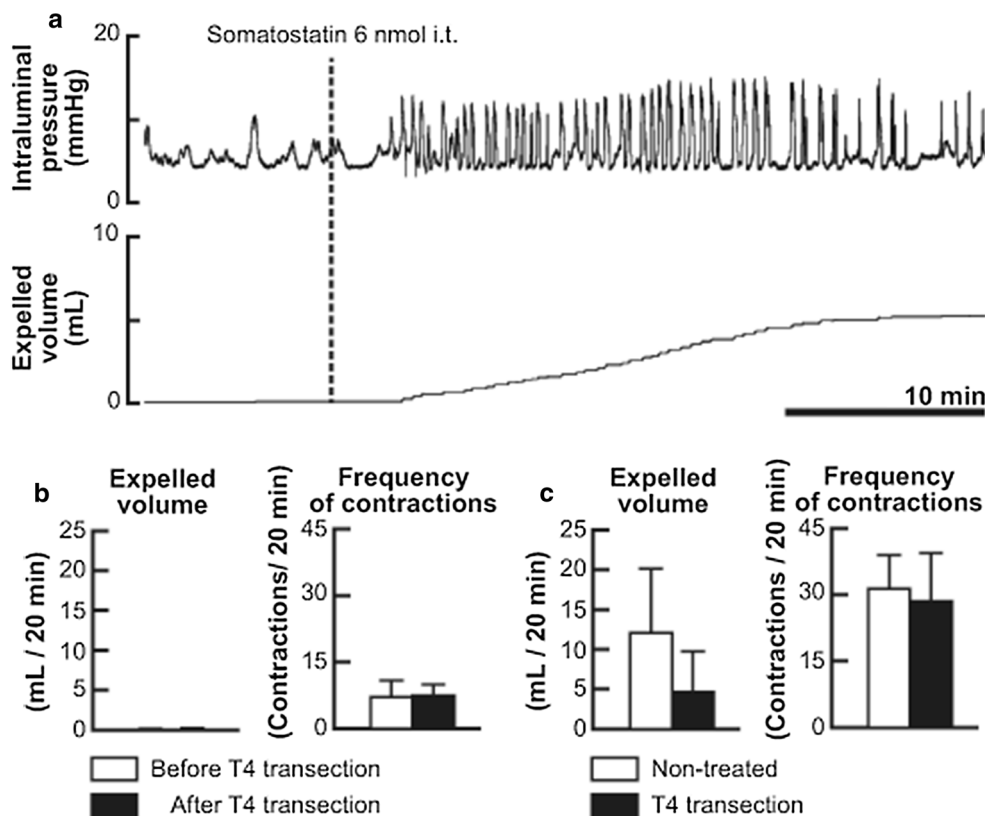 a
Somatostatin 6 nmol i.t.
Intraluminal
pressure
(mmHg)
20
0
Expelled
volume
(mL)
10
0
10 min
b
Expelled
volume
(mL / 20 min)
25
20
15
10
5
0
Frequency
of contractions
(Contractions/ 20 min)
45
30
15
0
Before T4 transection
After T4 transection
c
Expelled
volume
(mL / 20 min)
25
20
15
10
5
0
Frequency
of contractions
(Contractions / 20 min)
45
30
15
0
Non-treated
T4 transection